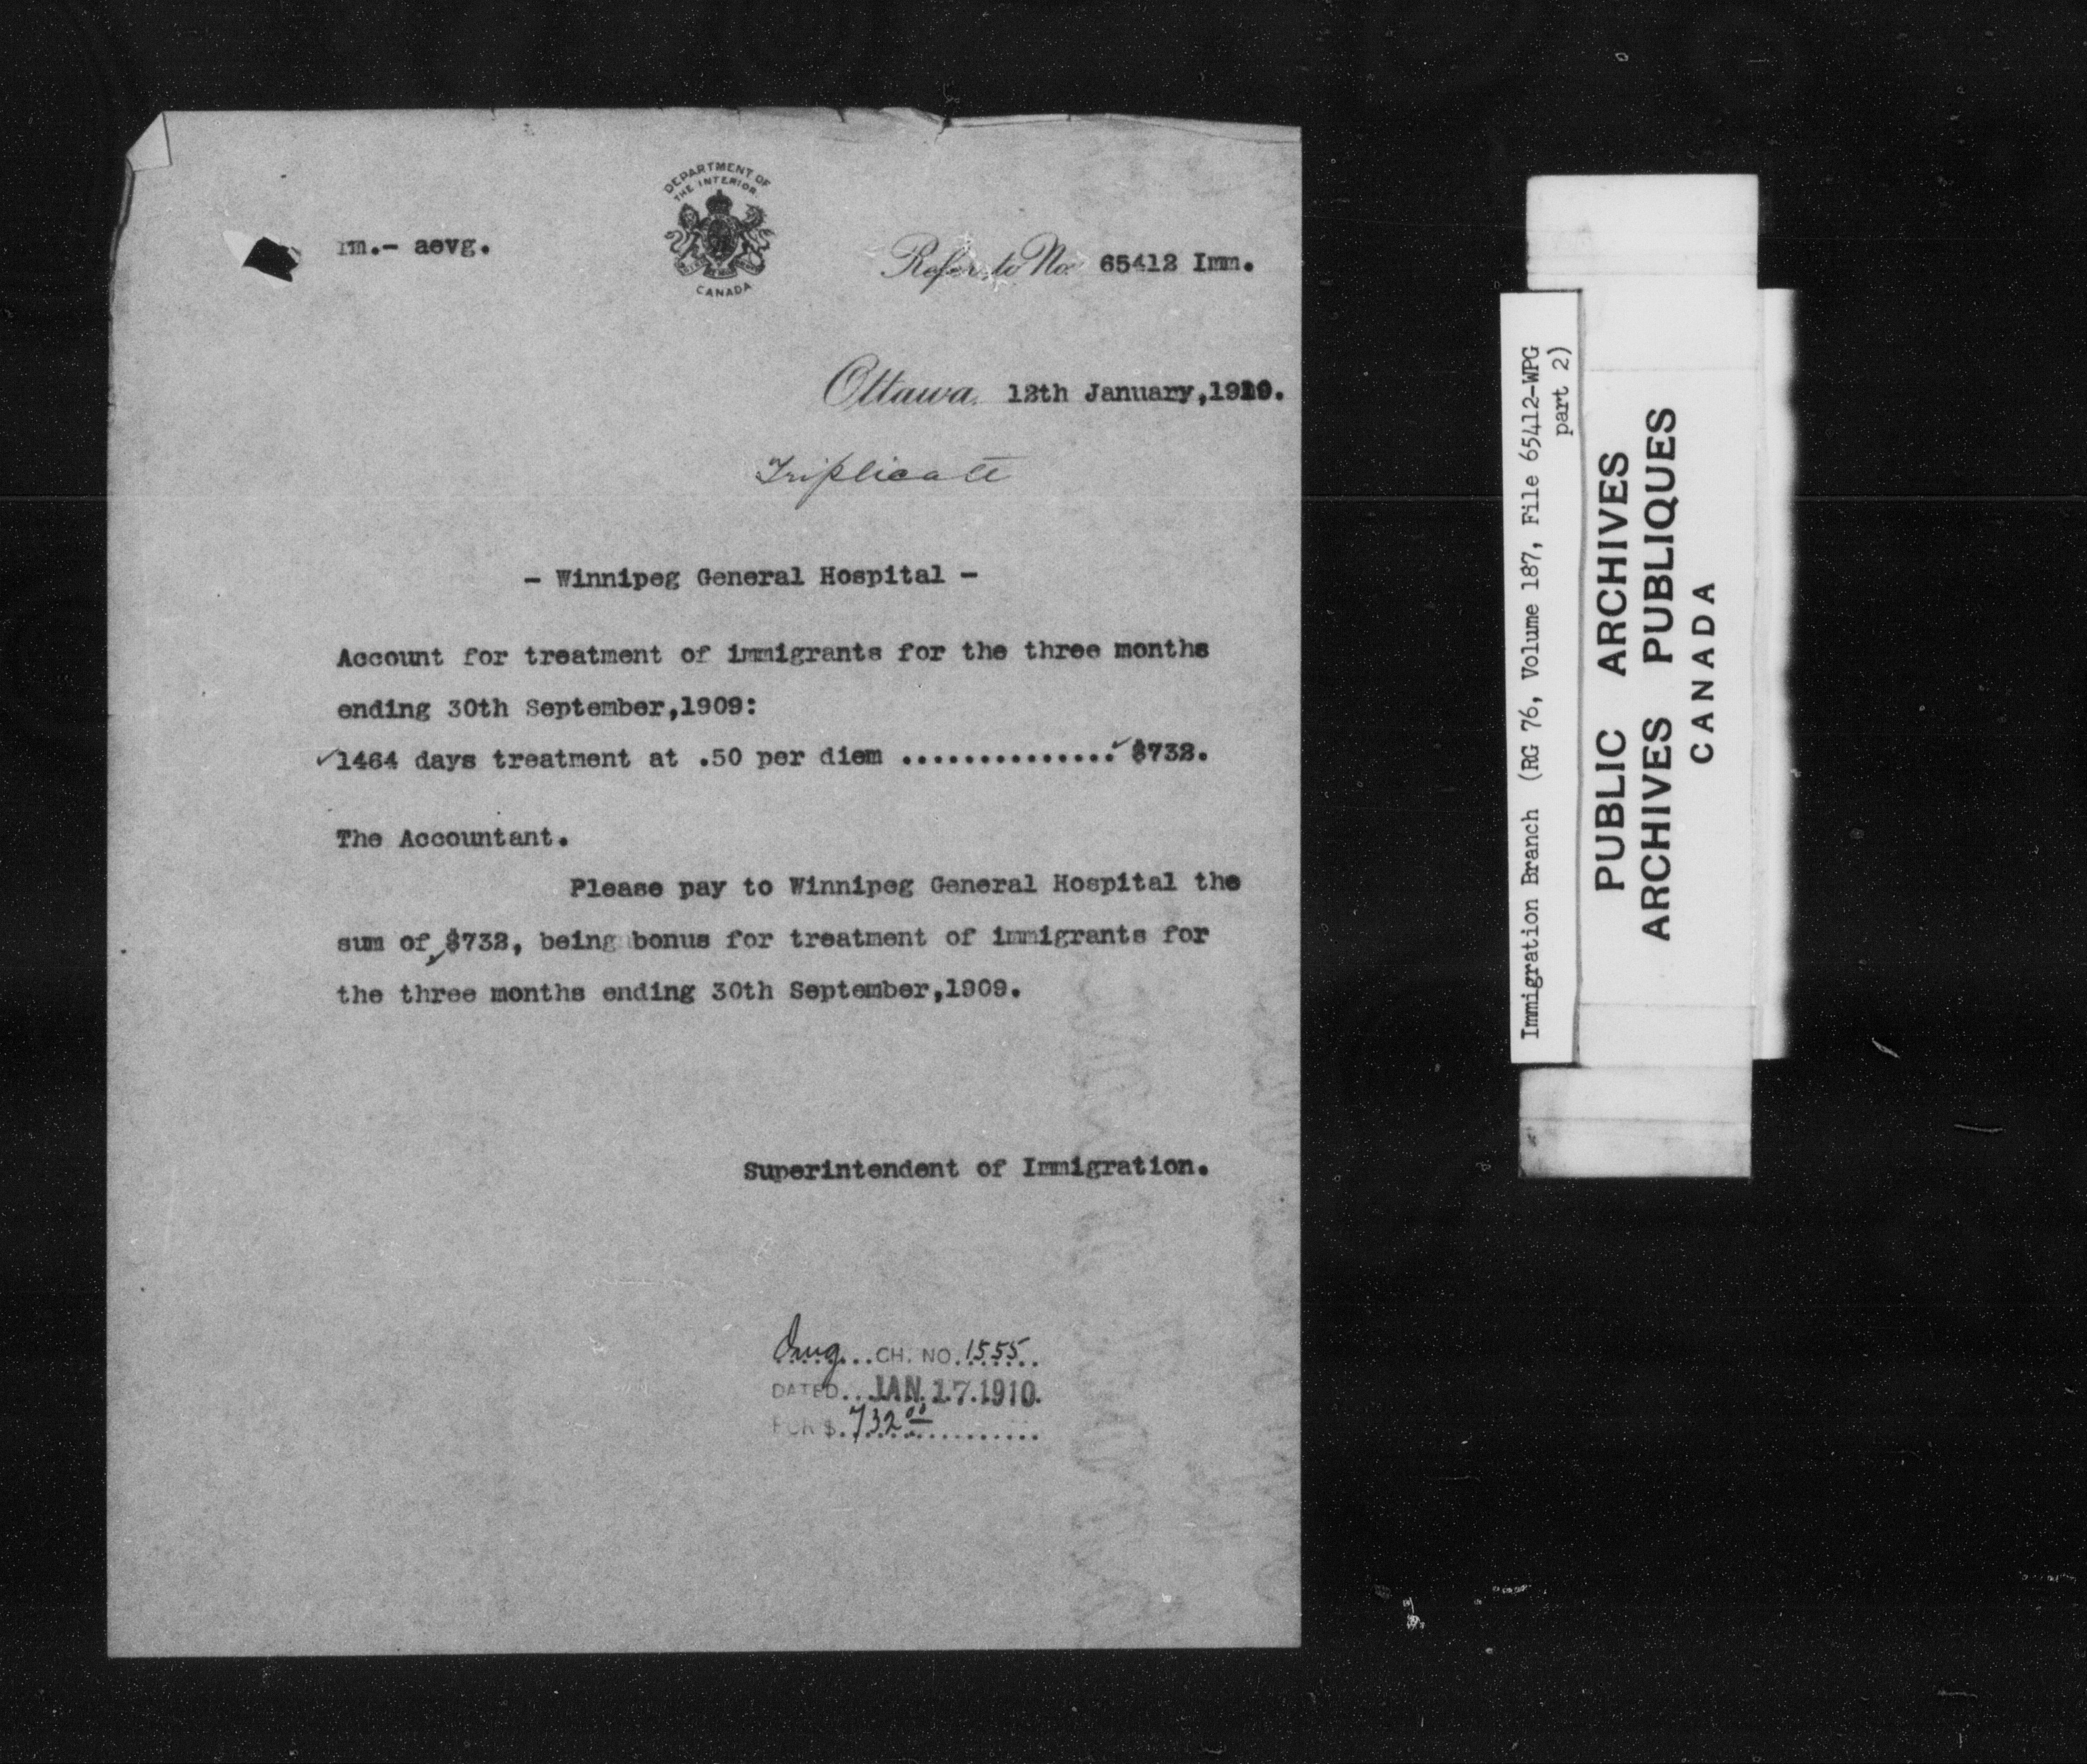 DEPARTMENT OF
THE INTERIOR
CANADA
Im.- aevg.
Refer to No. 65412 Imm.
Ottawa, 12th January,1910.
Triplicate
- Winnipeg General Hospital -
Account for treatment of immigrants for the three months
ending 30th September,1909:
✓1464 days treatment at .50 per diem ..............✓$732.
The Accountant.
Please pay to Winnipeg General Hospital the
sum of ✓$732, being bonus for treatment of immigrants for
the three months ending 30th September,1909.
Superintendent of Immigration.
CH. NO. 1555
DATED JAN 17 1910
FOR $ 732 00
Immigration Branch (RG 76, Volume 187, File 65412-WPG
part 2)
PUBLIC ARCHIVES
ARCHIVES PUBLIQUES
CANADA